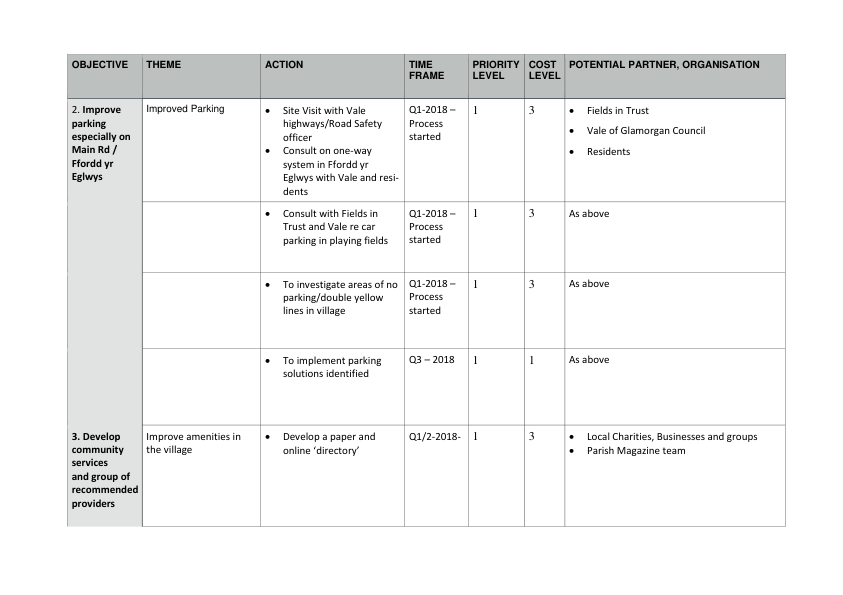 OBJECTIVE THEME ACTION TIME FRAME PRIORITY LEVEL COST LEVEL POTENTIAL PARTNER, ORGANISATION
2. Improve
parking
especially on
Main Rd /
Ffordd yr
Eglwys
Improved Parking
• Site Visit with Vale
highways/Road Safety
officer
• Consult on one-way
system in Ffordd yr
Eglwys with Vale and resi-
dents
Q1-2018 –
Process
started
1
3
• Fields in Trust
• Vale of Glamorgan Council
• Residents
• Consult with Fields in
Trust and Vale re car
parking in playing fields
Q1-2018 –
Process
started
1
3
As above
• To investigate areas of no
parking/double yellow
lines in village
Q1-2018 –
Process
started
1
3
As above
• To implement parking
solutions identified
Q3 – 2018
1
1
As above
3. Develop
community
services
and group of
recommended
providers
Improve amenities in
the village
• Develop a paper and
online ‘directory’
Q1/2-2018-
1
3
• Local Charities, Businesses and groups
• Parish Magazine team